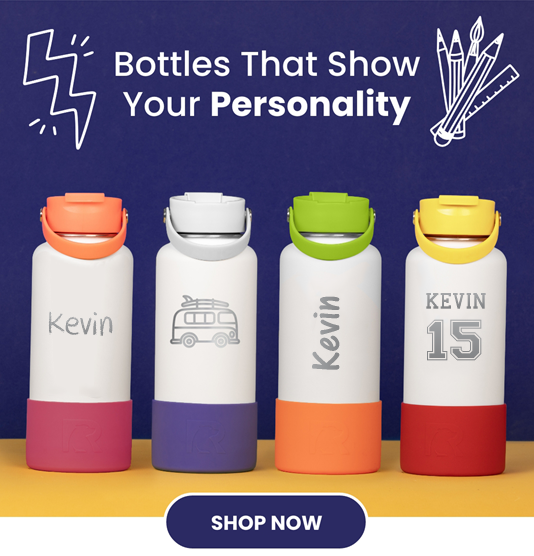 Bottles That Show
Your Personality
Kevin
Kevin
KEVIN
15
SHOP NOW